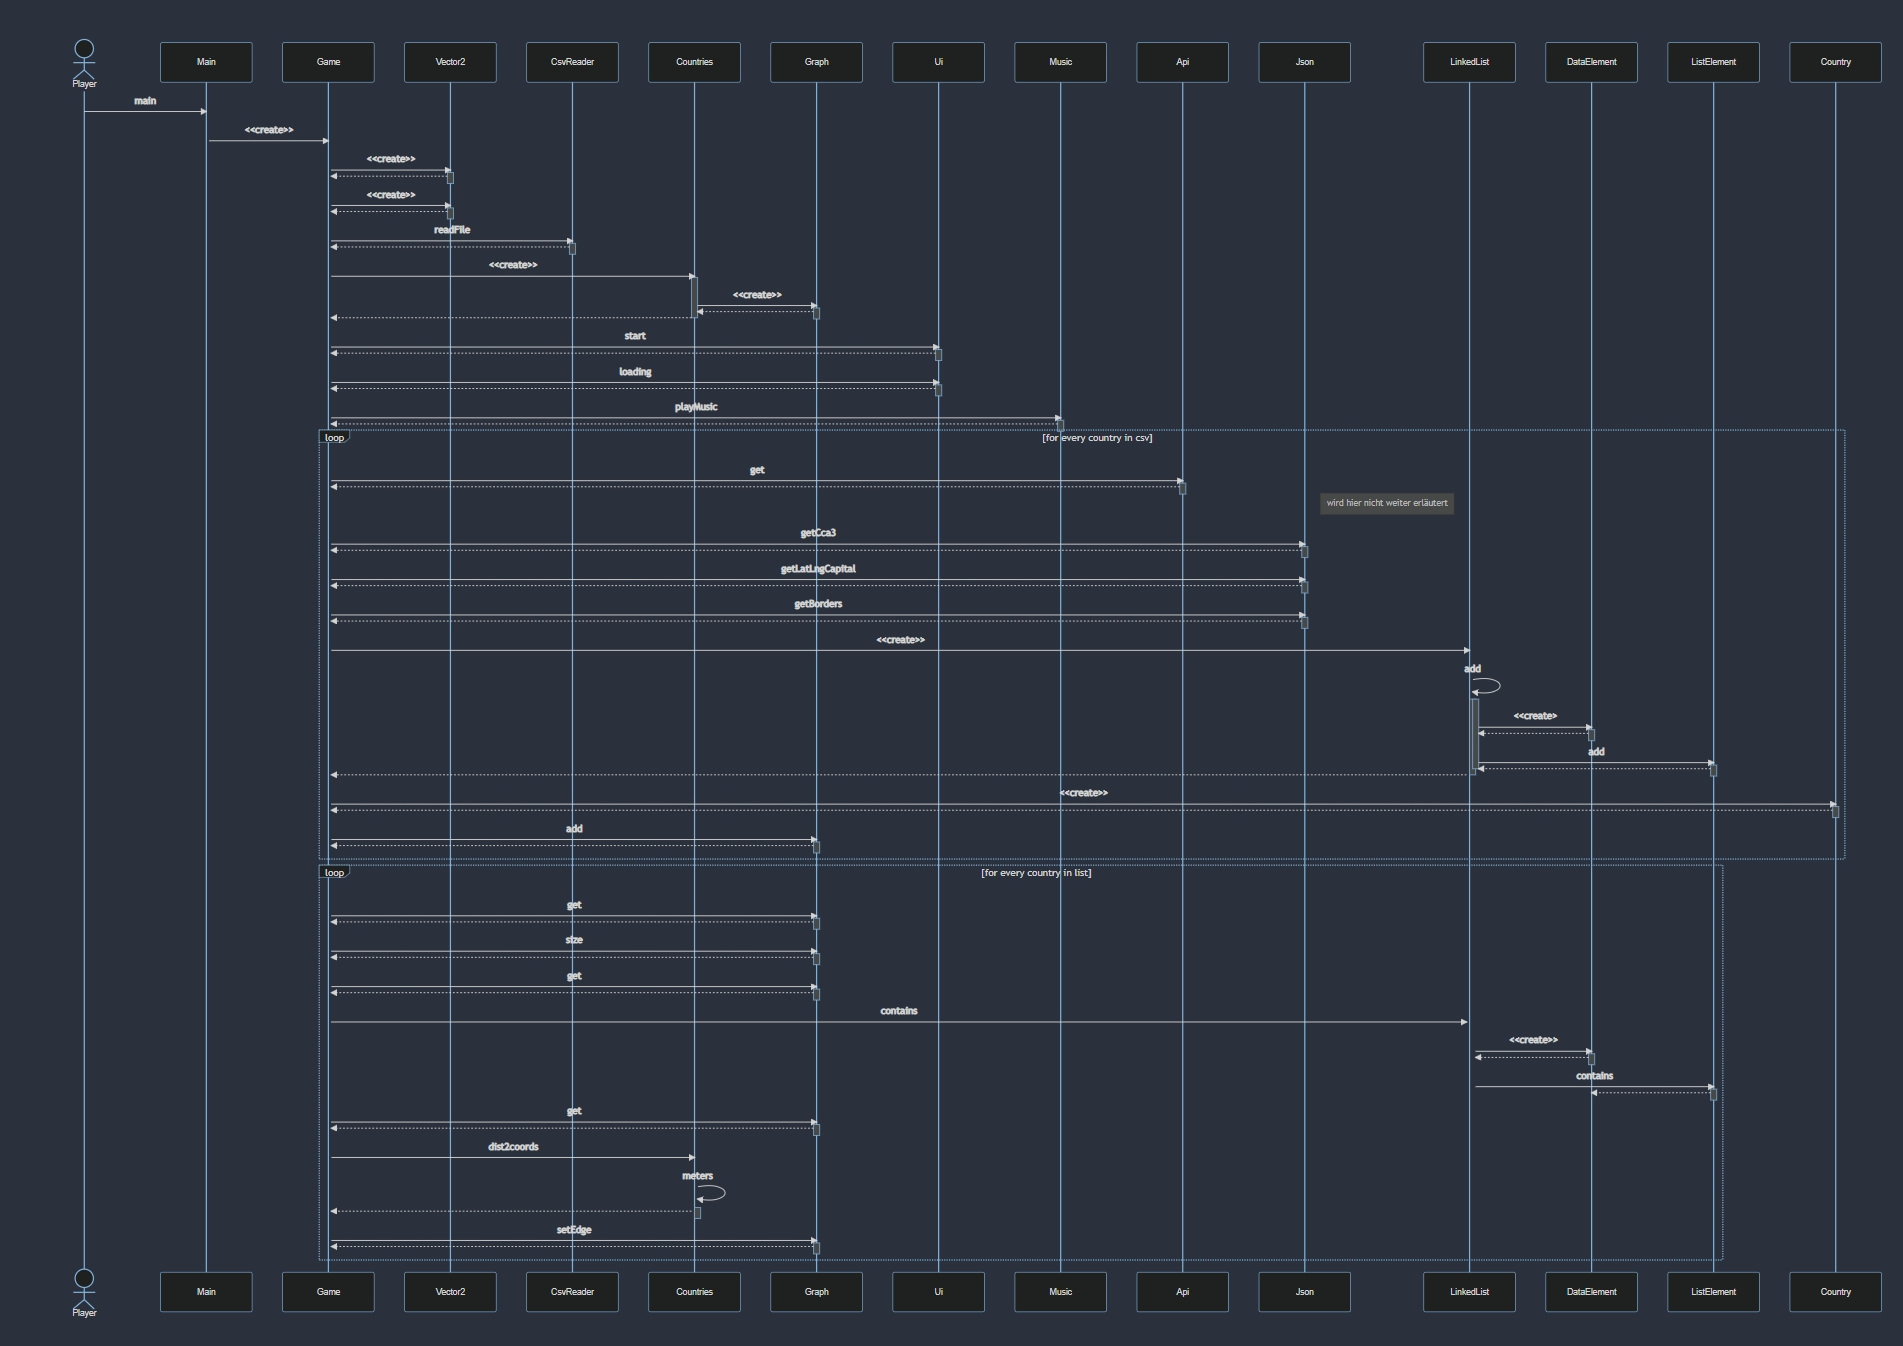 Player
Main
Game
Vector2
CsvReader
Countries
Graph
Ui
Music
Api
Json
LinkedList
DataElement
ListElement
Country
main
<<create>>
<<create>>
<<create>>
readFile
<<create>>
<<create>>
start
loading
playMusic
loop
[for every country in csv]
get
wird hier nicht weiter erläutert
getCca3
getLatLngCapital
getBorders
<<create>>
add
<<create>
add
<<create>>
add
loop
[for every country in list]
get
size
get
contains
<<create>>
contains
get
dist2coords
meters
setEdge
Player
Main
Game
Vector2
CsvReader
Countries
Graph
Ui
Music
Api
Json
LinkedList
DataElement
ListElement
Country